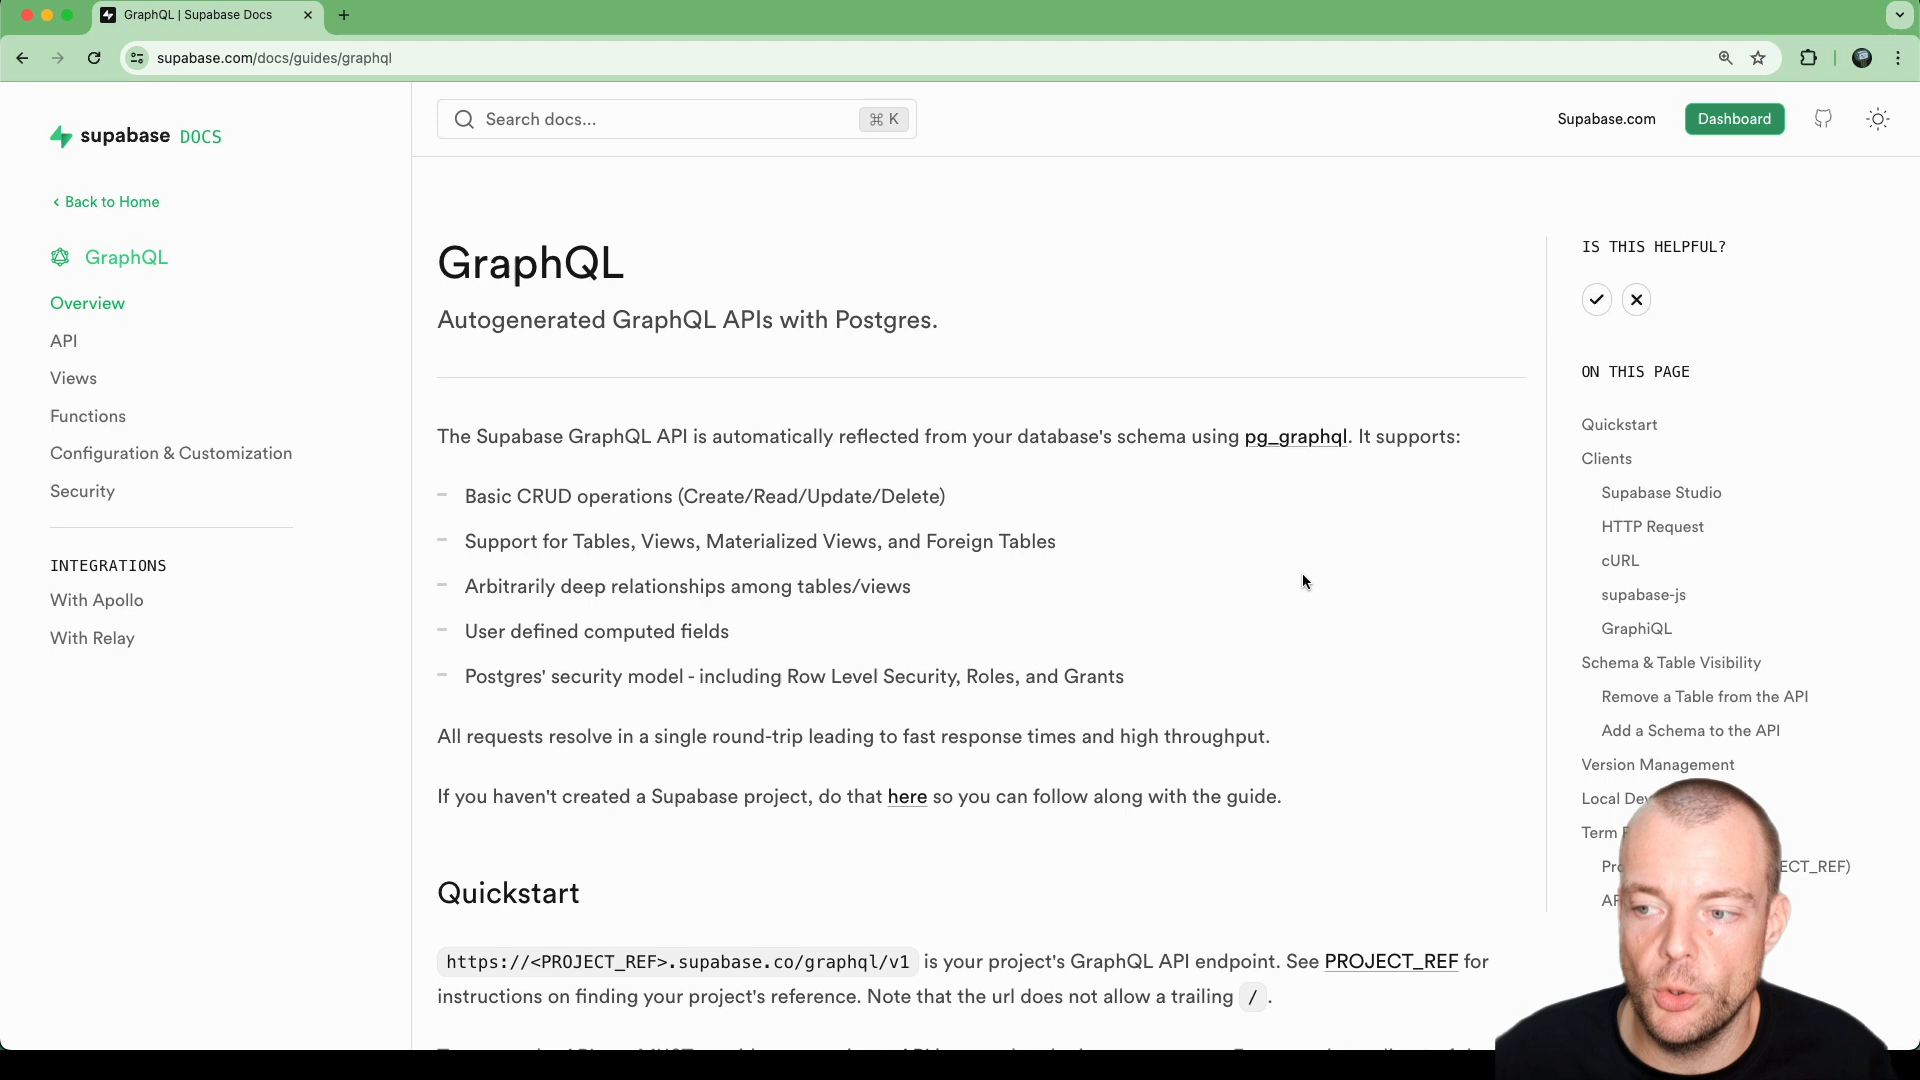 GraphQL | Supabase Docs
supabase.com/docs/guides/graphql
supabase DOCS
Search docs...
⌘ K
Supabase.com
Dashboard
Back to Home
GraphQL
Overview
API
Views
Functions
Configuration & Customization
Security
INTEGRATIONS
With Apollo
With Relay
GraphQL
Autogenerated GraphQL APIs with Postgres.
The Supabase GraphQL API is automatically reflected from your database's schema using pg_graphql. It supports:
Basic CRUD operations (Create/Read/Update/Delete)
Support for Tables, Views, Materialized Views, and Foreign Tables
Arbitrarily deep relationships among tables/views
User defined computed fields
Postgres' security model - including Row Level Security, Roles, and Grants
All requests resolve in a single round-trip leading to fast response times and high throughput.
If you haven't created a Supabase project, do that here so you can follow along with the guide.
Quickstart
https://<PROJECT_REF>.supabase.co/graphql/v1 is your project's GraphQL API endpoint. See PROJECT_REF for
instructions on finding your project's reference. Note that the url does not allow a trailing / .
IS THIS HELPFUL?
ON THIS PAGE
Quickstart
Clients
Supabase Studio
HTTP Request
cURL
supabase-js
GraphiQL
Schema & Table Visibility
Remove a Table from the API
Add a Schema to the API
Version Management
Local
Term
ECT_REF)